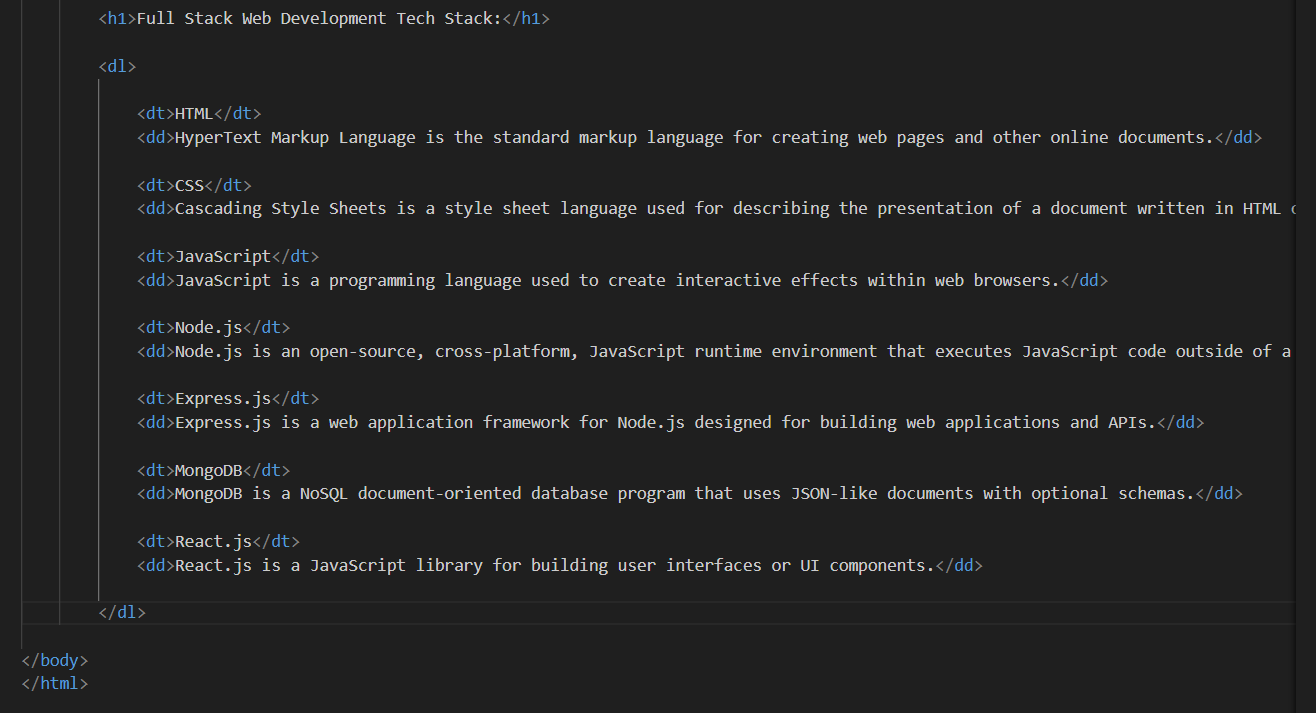 <h1>Full Stack Web Development Tech Stack:</h1>
<dl>
<dt>HTML</dt>
<dd>HyperText Markup Language is the standard markup language for creating web pages and other online documents.</dd>
<dt>CSS</dt>
<dd>Cascading Style Sheets is a style sheet language used for describing the presentation of a document written in HTML
<dt>JavaScript</dt>
<dd>JavaScript is a programming language used to create interactive effects within web browsers.</dd>
<dt>Node.js</dt>
<dd>Node.js is an open-source, cross-platform, JavaScript runtime environment that executes JavaScript code outside of a
<dt>Express.js</dt>
<dd>Express.js is a web application framework for Node.js designed for building web applications and APIs.</dd>
<dt>MongoDB</dt>
<dd>MongoDB is a NoSQL document-oriented database program that uses JSON-like documents with optional schemas.</dd>
<dt>React.js</dt>
<dd>React.js is a JavaScript library for building user interfaces or UI components.</dd>
</dl>
</body>
</html>